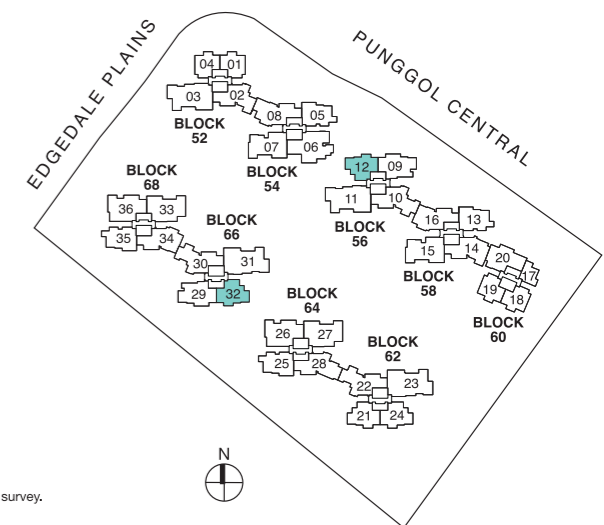 EDGEDALE PLAINS
PUNGGOL CENTRAL
04 01
03 02
BLOCK
52
08 05
07 06
BLOCK
54
12 09
11 10
BLOCK
56
16 13
15 14
BLOCK
58
20 17
19 18
BLOCK
60
BLOCK
68
36 33
35 34
BLOCK
66
30 31
29 32
BLOCK
64
26 27
25 28
BLOCK
62
22 23
21 24
N
survey.